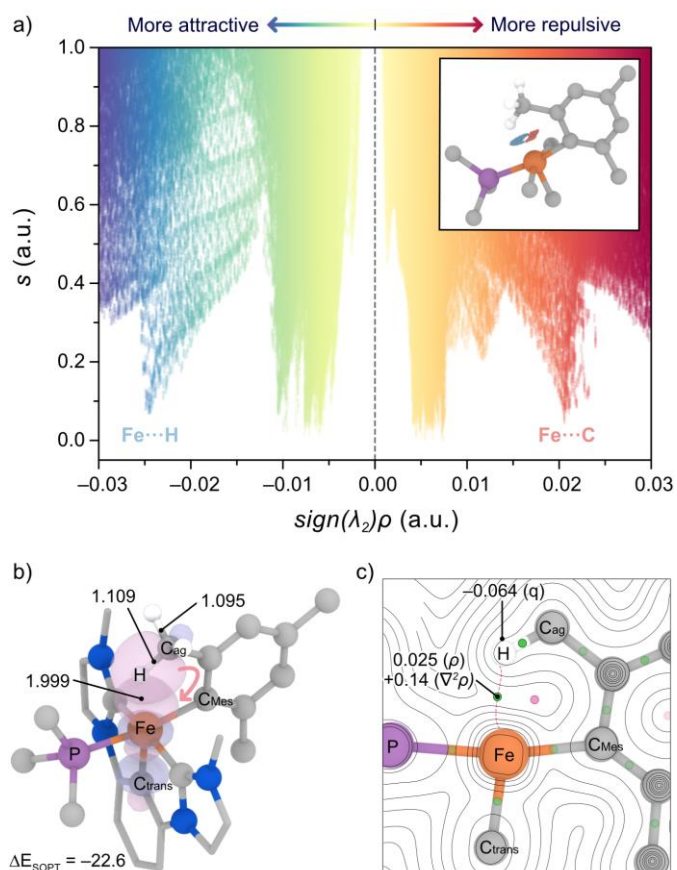 a)
More attractive
More repulsive
s (a.u.)
1.0
0.8
0.6
0.4
0.2
0.0
Fe···H
Fe···C
−0.03
−0.02
−0.01
0.00
0.01
0.02
0.03
sign(λ₂)ρ (a.u.)
b)
1.109
1.095
1.999
Cag
H
CMes
P
Fe
Ctrans
ΔESOPT = −22.6
c)
−0.064 (q)
Cag
H
0.025 (ρ)
+0.14 (∇²ρ)
P
Fe
CMes
Ctrans